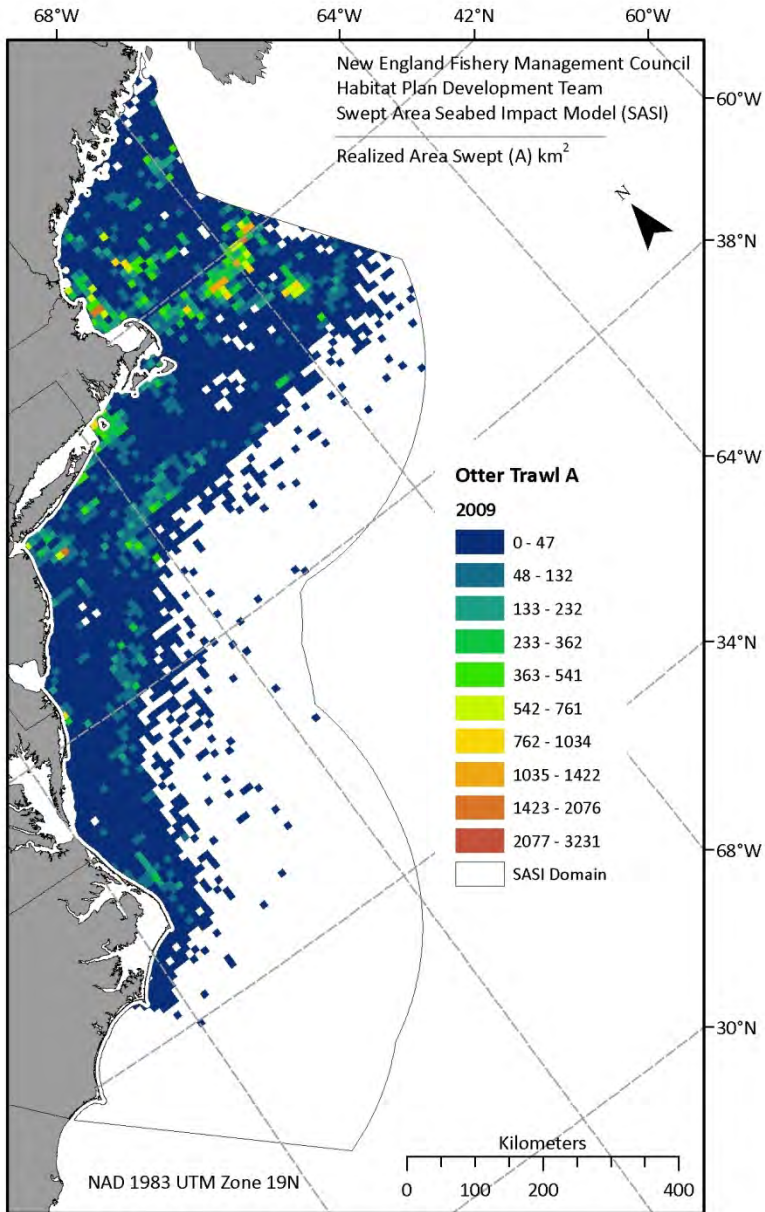 68°W 64°W 42°N 60°W
New England Fishery Management Council
Habitat Plan Development Team
Swept Area Seabed Impact Model (SASI)
Realized Area Swept (A) km²
60°W
N
38°N
64°W
Otter Trawl A
2009
0 - 47
48 - 132
133 - 232
233 - 362
363 - 541
542 - 761
762 - 1034
1035 - 1422
1423 - 2076
2077 - 3231
SASI Domain
34°N
68°W
30°N
Kilometers
0 100 200 300 400
NAD 1983 UTM Zone 19N